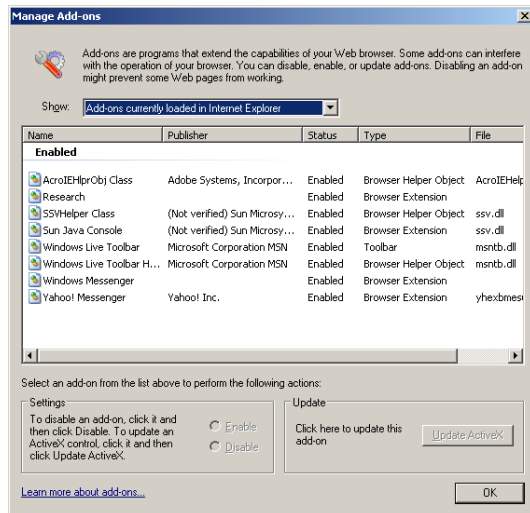 Manage Add-ons
Add-ons are programs that extend the capabilities of your Web browser. Some add-ons can interfere
with the operation of your browser. You can disable, enable, or update add-ons. Disabling an add-on
might prevent some Web pages from working.
Show: Add-ons currently loaded in Internet Explorer
Name Publisher Status Type File
Enabled
AcroIEHlprObj Class Adobe Systems, Incorpor... Enabled Browser Helper Object AcroIEHelp
Research Enabled Browser Extension
SSVHelper Class (Not verified) Sun Microsy... Enabled Browser Helper Object ssv.dll
Sun Java Console (Not verified) Sun Microsy... Enabled Browser Extension ssv.dll
Windows Live Toolbar Microsoft Corporation MSN Enabled Toolbar msntb.dll
Windows Live Toolbar H... Microsoft Corporation MSN Enabled Browser Helper Object msntb.dll
Windows Messenger Enabled Browser Extension
Yahoo! Messenger Yahoo! Inc. Enabled Browser Extension yhexbmes
Select an add-on from the list above to perform the following actions:
Settings
To disable an add-on, click it and
then click Disable. To update an
ActiveX control, click it and then
click Update ActiveX.
Enable
Disable
Update
Click here to update this
add-on
Update ActiveX
Learn more about add-ons...
OK